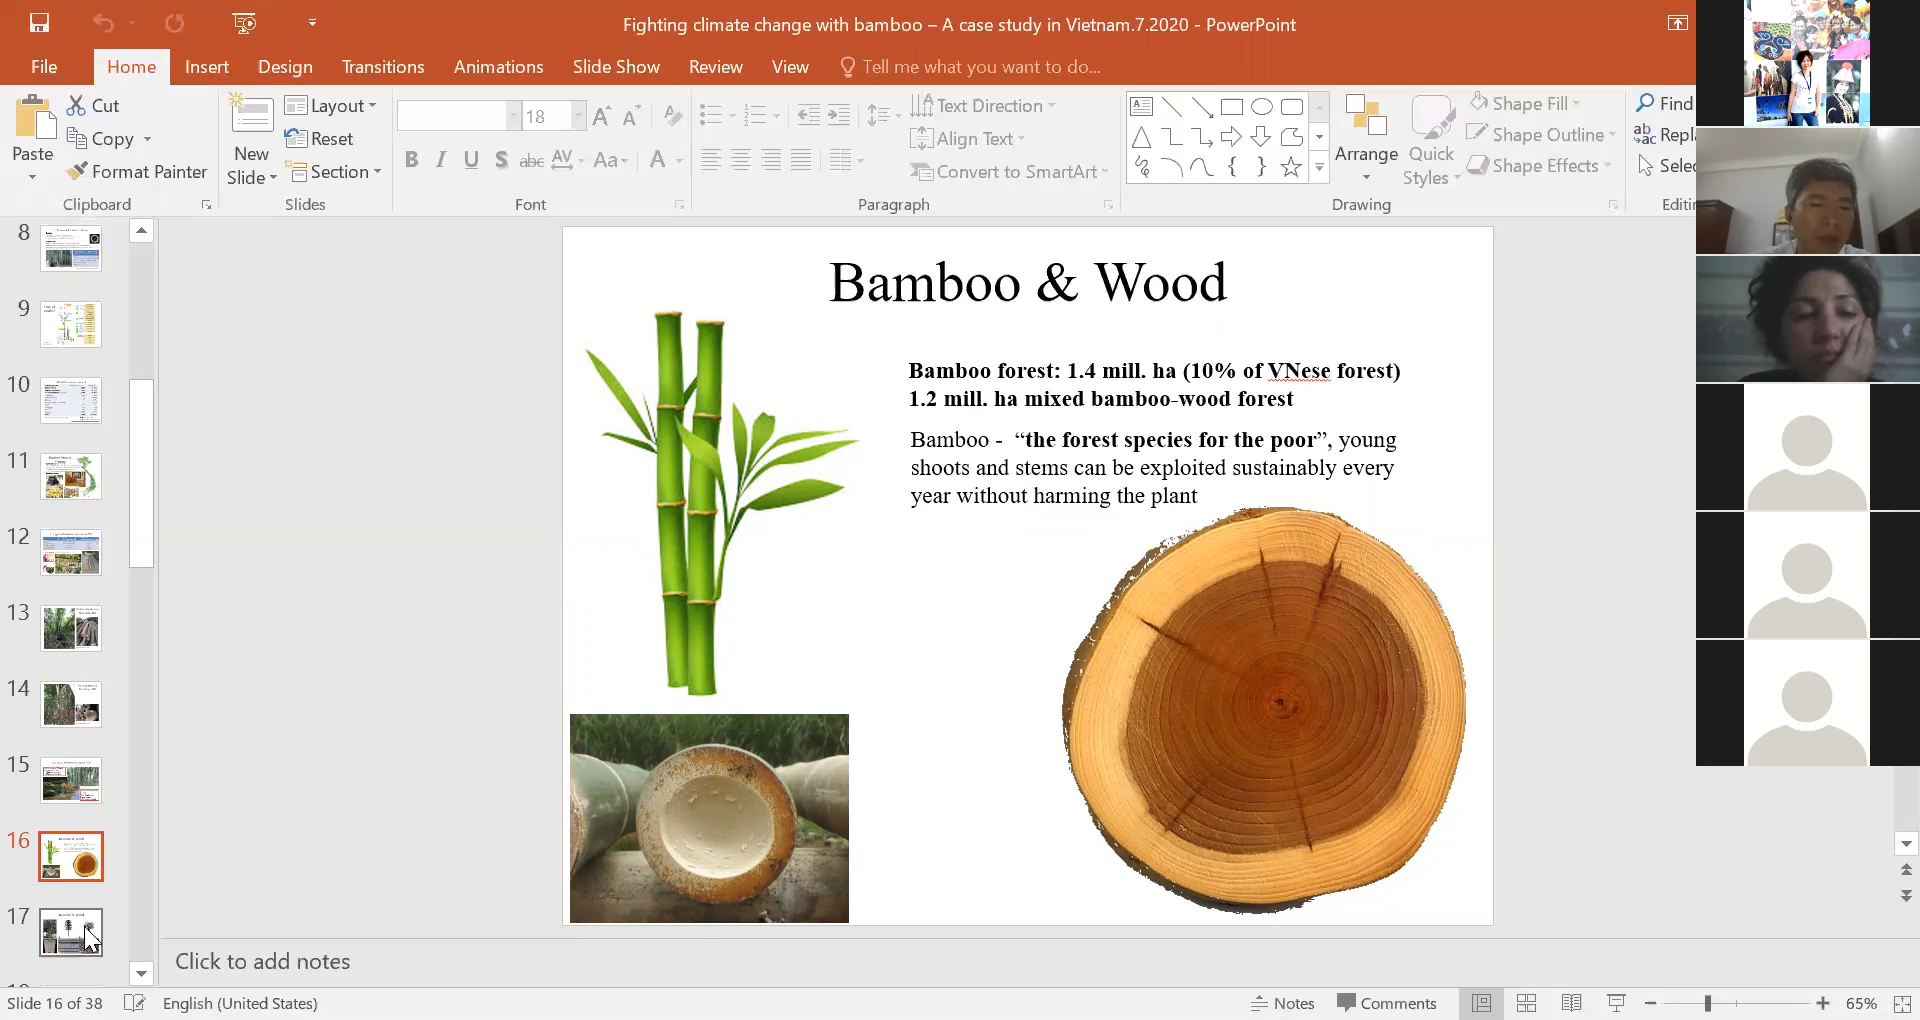 Fighting climate change with bamboo – A case study in Vietnam.7.2020 - PowerPoint
File Home Insert Design Transitions Animations Slide Show Review View Tell me what you want to do...
Paste
Cut
Copy
Format Painter
Clipboard
New
Slide
Layout
Reset
Section
Slides
18
B I U S abc AV Aa A
Font
Text Direction
Align Text
Convert to SmartArt
Paragraph
Arrange
Quick
Styles
Shape Fill
Shape Outline
Shape Effects
Drawing
Find
Repla
Selec
Editin
8
9
10
11
12
13
14
15
16
17
Bamboo & Wood
Bamboo forest: 1.4 mill. ha (10% of VNese forest)
1.2 mill. ha mixed bamboo-wood forest
Bamboo - “the forest species for the poor”, young
shoots and stems can be exploited sustainably every
year without harming the plant
Click to add notes
Slide 16 of 38 English (United States) Notes Comments 65%